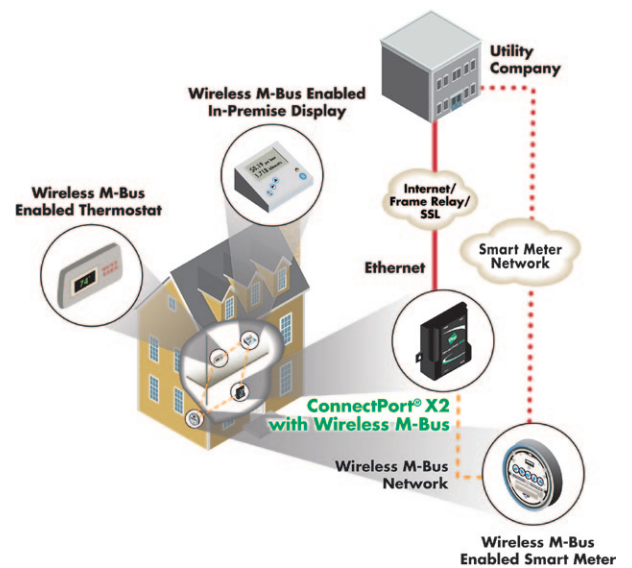 Utility
Company
Wireless M-Bus Enabled
In-Premise Display
Wireless M-Bus
Enabled Thermostat
Internet/
Frame Relay/
SSL
Smart Meter
Network
Ethernet
ConnectPort® X2
with Wireless M-Bus
Wireless M-Bus
Network
Wireless M-Bus
Enabled Smart Meter